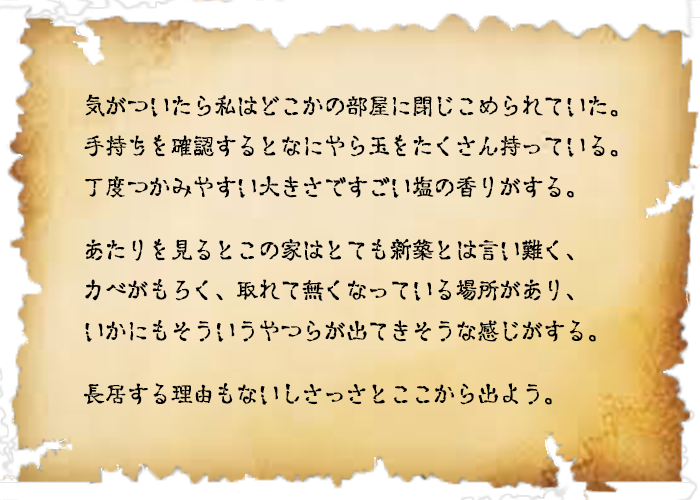 気がついたら私はどこかの部屋に閉じこめられていた。
手持ちを確認するとなにやら玉をたくさん持っている。
丁度つかみやすい大きさですごい塩の香りがする。
あたりを見るとこの家はとても新築とは言い難く、
カベがもろく、取れて無くなっている場所があり、
いかにもそういうやつらが出てきそうな感じがする。
長居する理由もないしさっさとここから出よう。